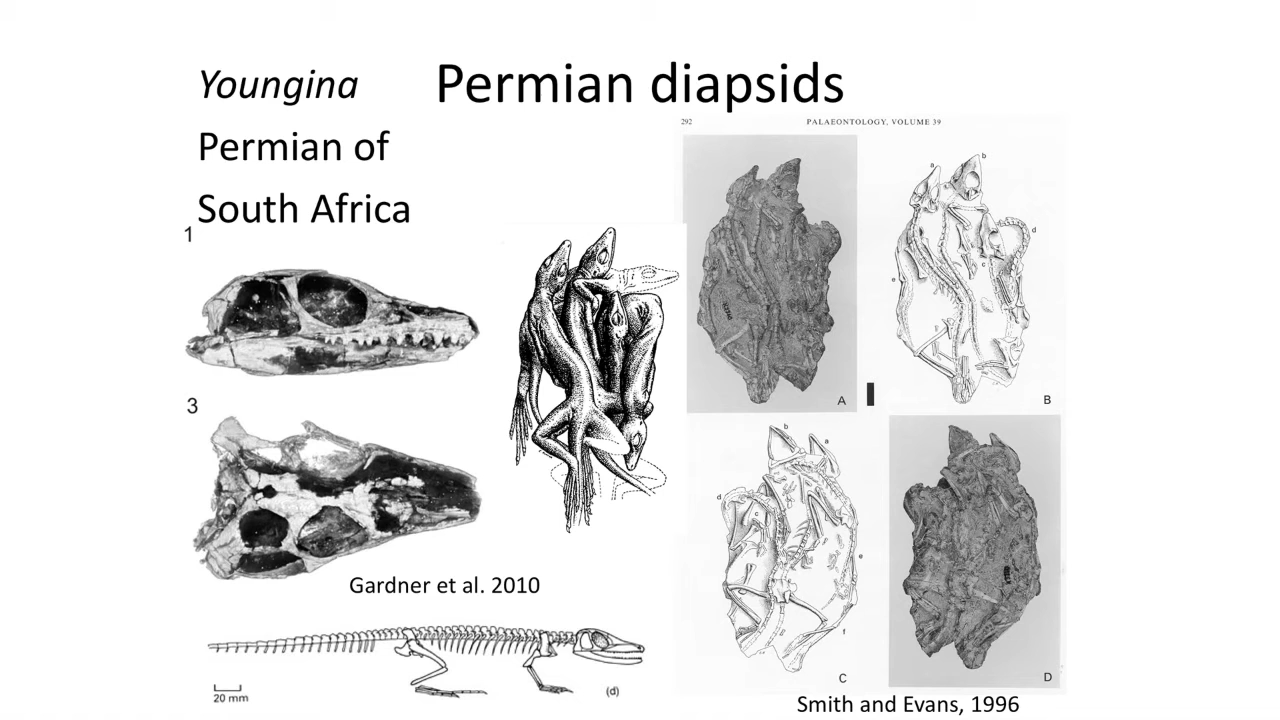 Youngina
Permian diapsids
Permian of
South Africa
292
PALAEONTOLOGY, VOLUME 39
1
3
a
b
d
e
A
B
b
a
d
c
e
f
C
D
Gardner et al. 2010
20 mm
(d)
Smith and Evans, 1996